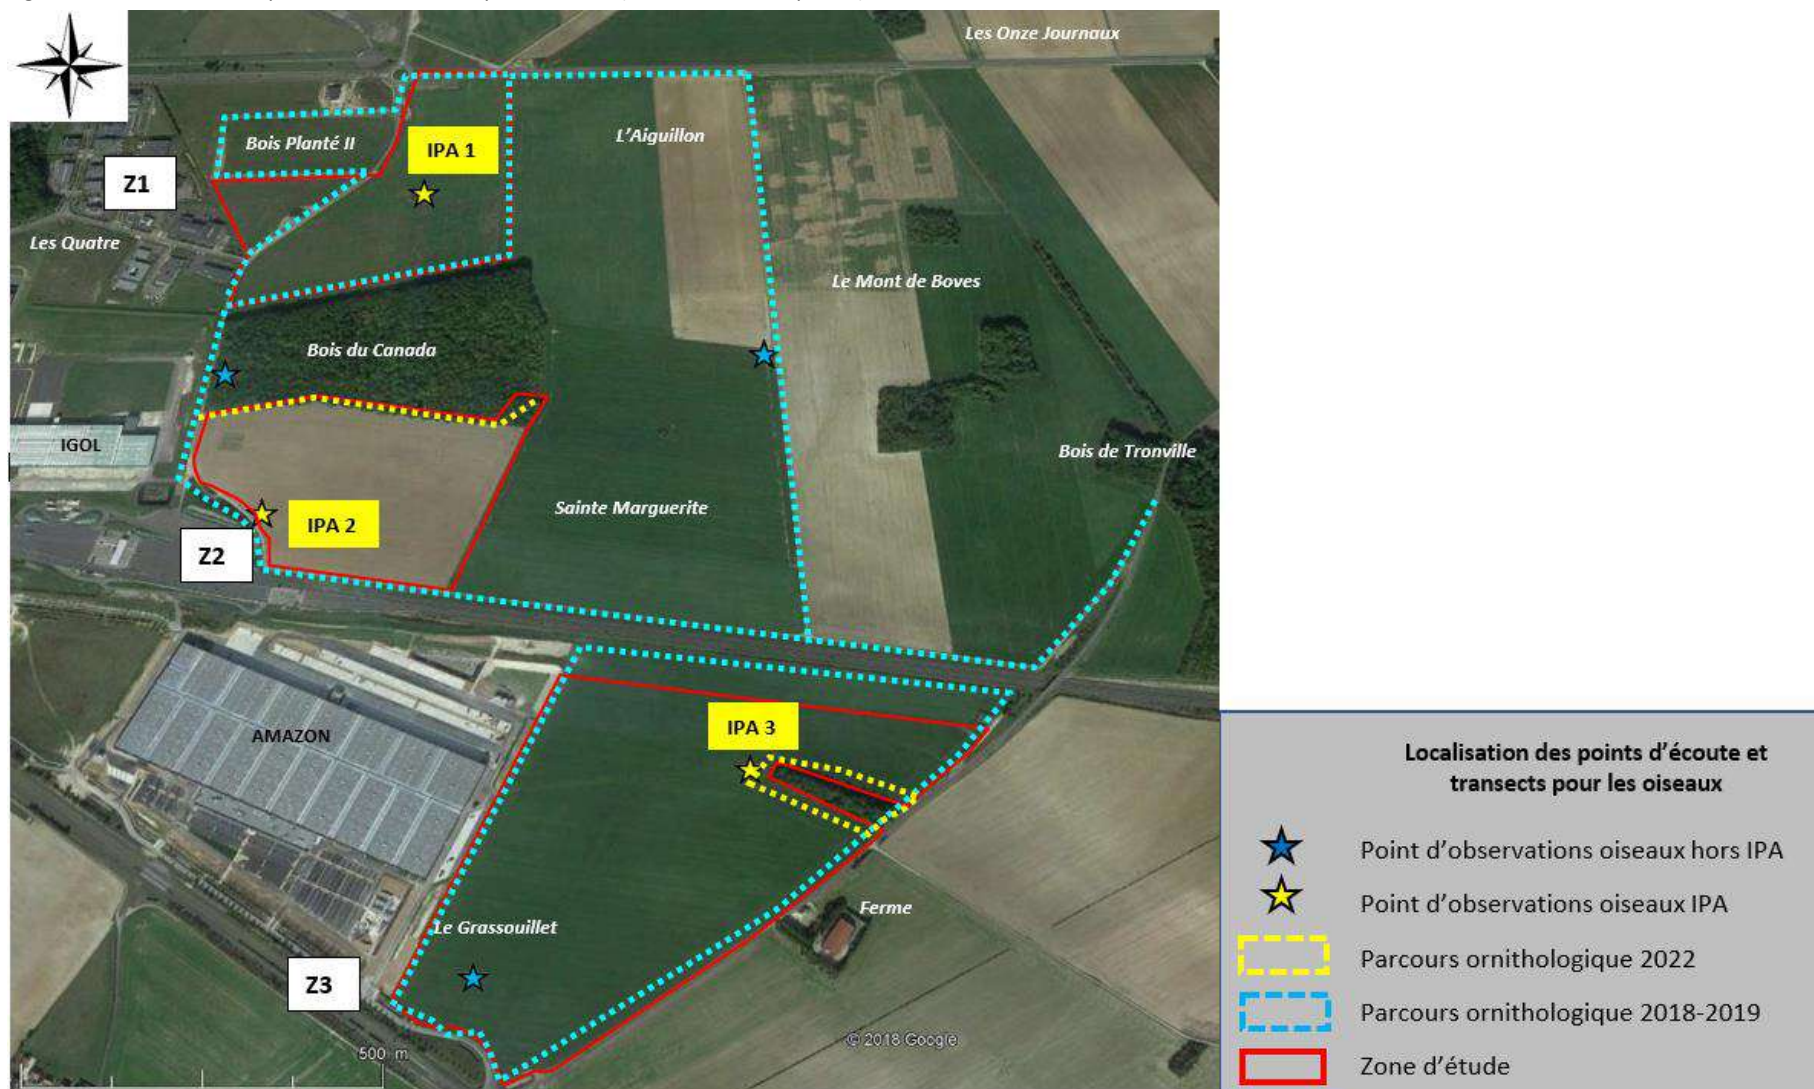 Les Onze Journaux
Bois Planté II
IPA 1
L'Aiguillon
Z1
Les Quatre
Le Mont de Boves
Bois du Canada
IGOL
Bois de Tronville
IPA 2
Sainte Marguerite
Z2
IPA 3
AMAZON
Ferme
Le Grassouillet
Z3
© 2018 Google
500 m
Localisation des points d'écoute et
transects pour les oiseaux
Point d'observations oiseaux hors IPA
Point d'observations oiseaux IPA
Parcours ornithologique 2022
Parcours ornithologique 2018-2019
Zone d'étude